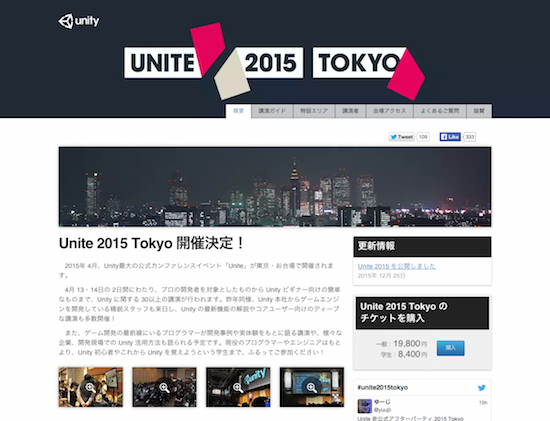 unity
UNITE 2015 TOKYO
概要 講演ガイド 特設エリア 講演者 会場アクセス よくあるご質問 協賛
Tweet 109 Like 333
Unite 2015 Tokyo 開催決定！
2015年 4月、Unity最大の公式カンファレンスイベント「Unite」が東京・お台場で開催されま
す。
4月 13・14日の 2日間にわたり、プロの開発者を対象としたものから Unity ビギナー向けの簡単
なものまで、Unity に関する 30以上の講演が行われます。昨年同様、Unity 本社からゲームエンジ
ンを開発している精鋭スタッフも来日し、Unity の最新機能の解説やコアユーザー向けのディープ
な講演も多数開催！
また、ゲーム開発の最前線にいるプログラマーが開発事例や実体験をもとに語る講演や、様々な
企業、開発現場での Unity 活用方法も語られる予定です。現役のプログラマーやエンジニアはもと
より、Unity 初心者やこれから Unity を覚えようという学生まで、ふるってご参加ください！
unity
更新情報
Unite 2015 を公開しました
2015年 12月 25日
Unite 2015 Tokyo の
チケットを購入
一般：19,800 円
学生：8,400 円
購入
#unite2015tokyo
ゆーじ 15h
@yuujii
Unite 非公式アフターパーティ 2015 Tokyo